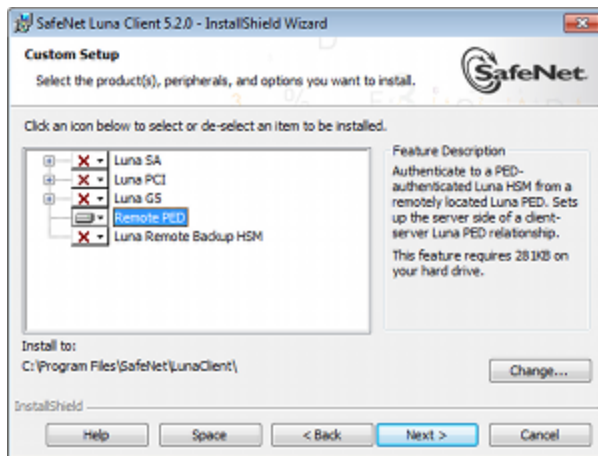 SafeNet Luna Client 5.2.0 - InstallShield Wizard
Custom Setup
Select the product(s), peripherals, and options you want to install.
SafeNet.
Click an icon below to select or de-select an item to be installed.
Luna SA
Luna PCI
Luna G5
Remote PED
Luna Remote Backup HSM
Feature Description
Authenticate to a PED-
authenticated Luna HSM from a
remotely located Luna PED. Sets
up the server side of a client-
server Luna PED relationship.
This feature requires 281KB on
your hard drive.
Install to:
C:\Program Files\SafeNet\LunaClient\
Change...
InstallShield
Help
Space
< Back
Next >
Cancel